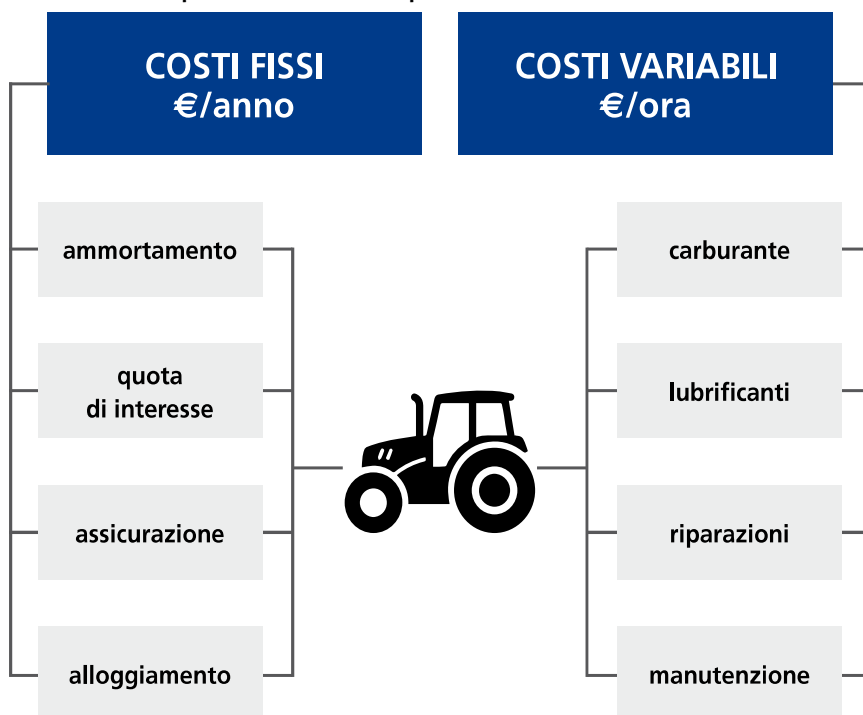 COSTI FISSI
€/anno
COSTI VARIABILI
€/ora
ammortamento
quota
di interesse
assicurazione
alloggiamento
carburante
lubrificanti
riparazioni
manutenzione